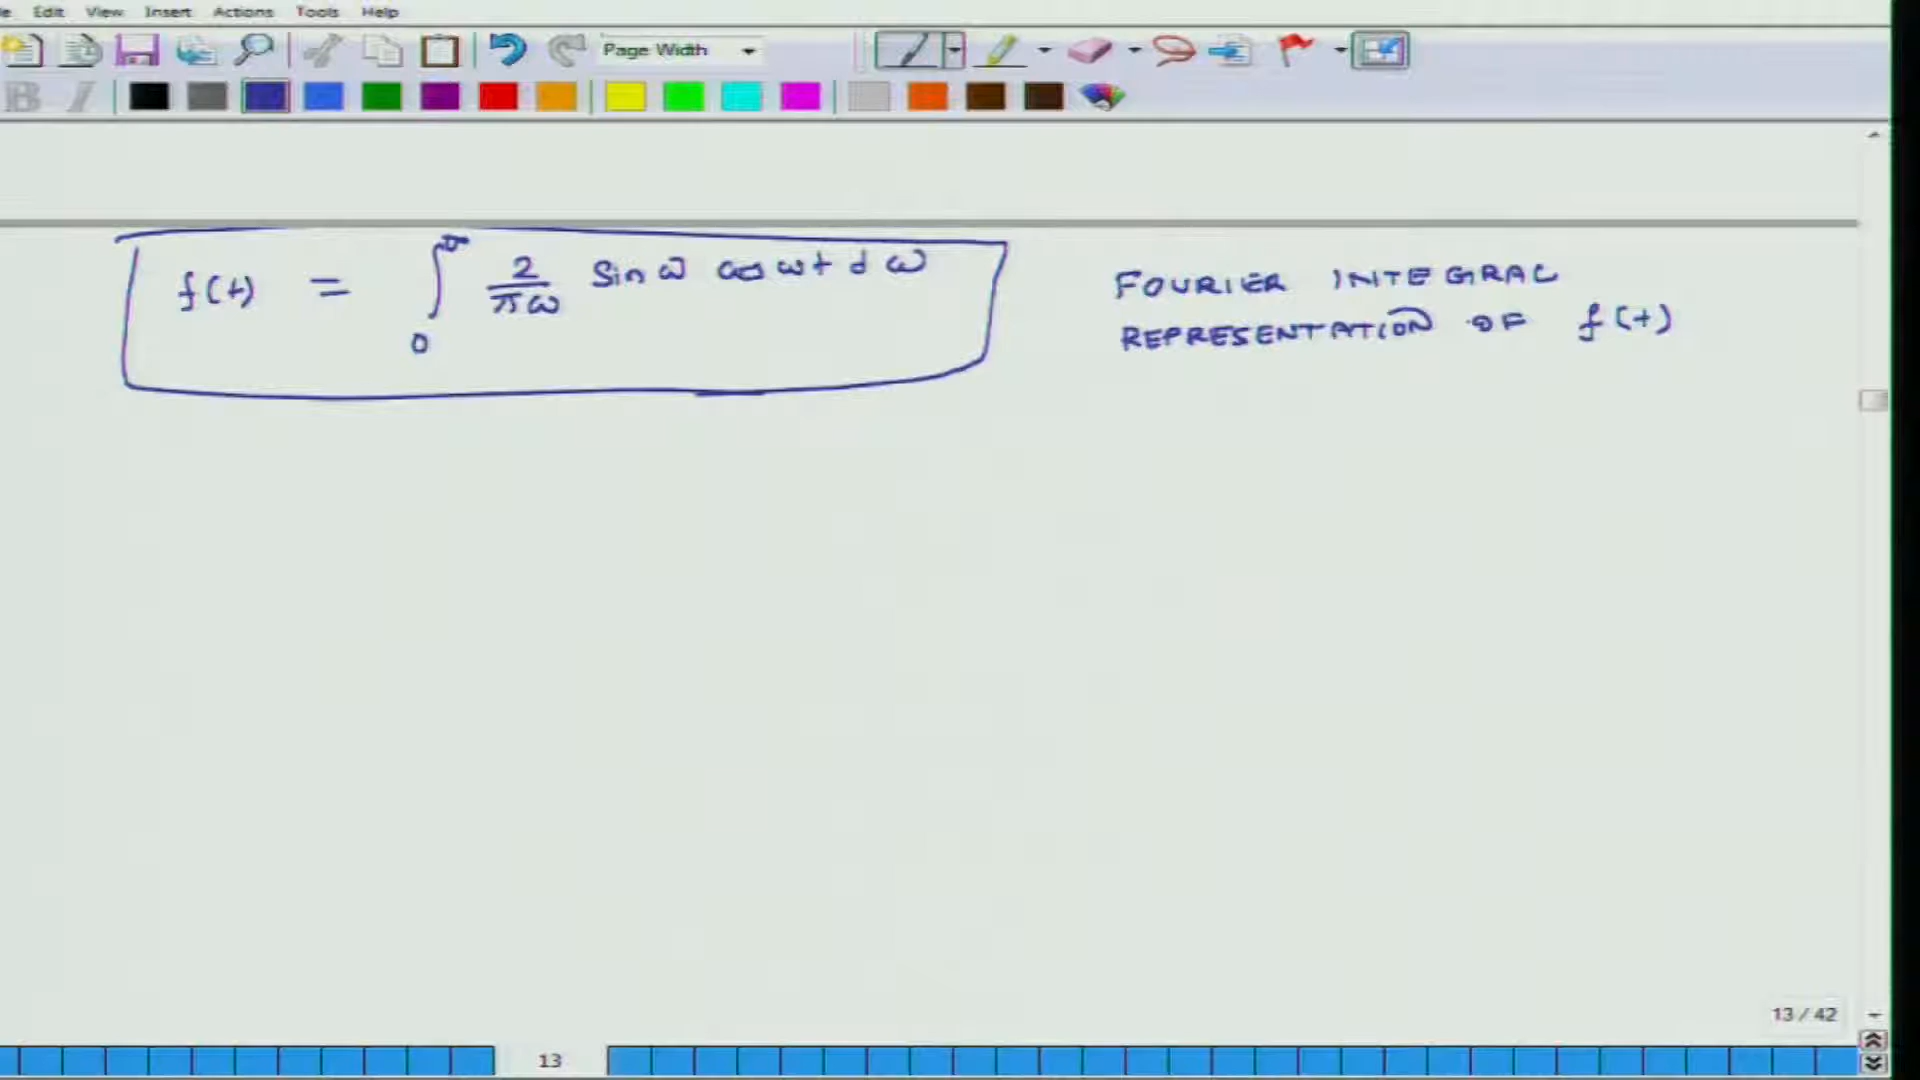 Edit View Insert Actions Tools Help
Page Width
f(t) = ∫₀^∞ 2/πω Sin ω cos ωt dω
FOURIER INTEGRAL
REPRESENTATION OF f(t)
13 / 42
13